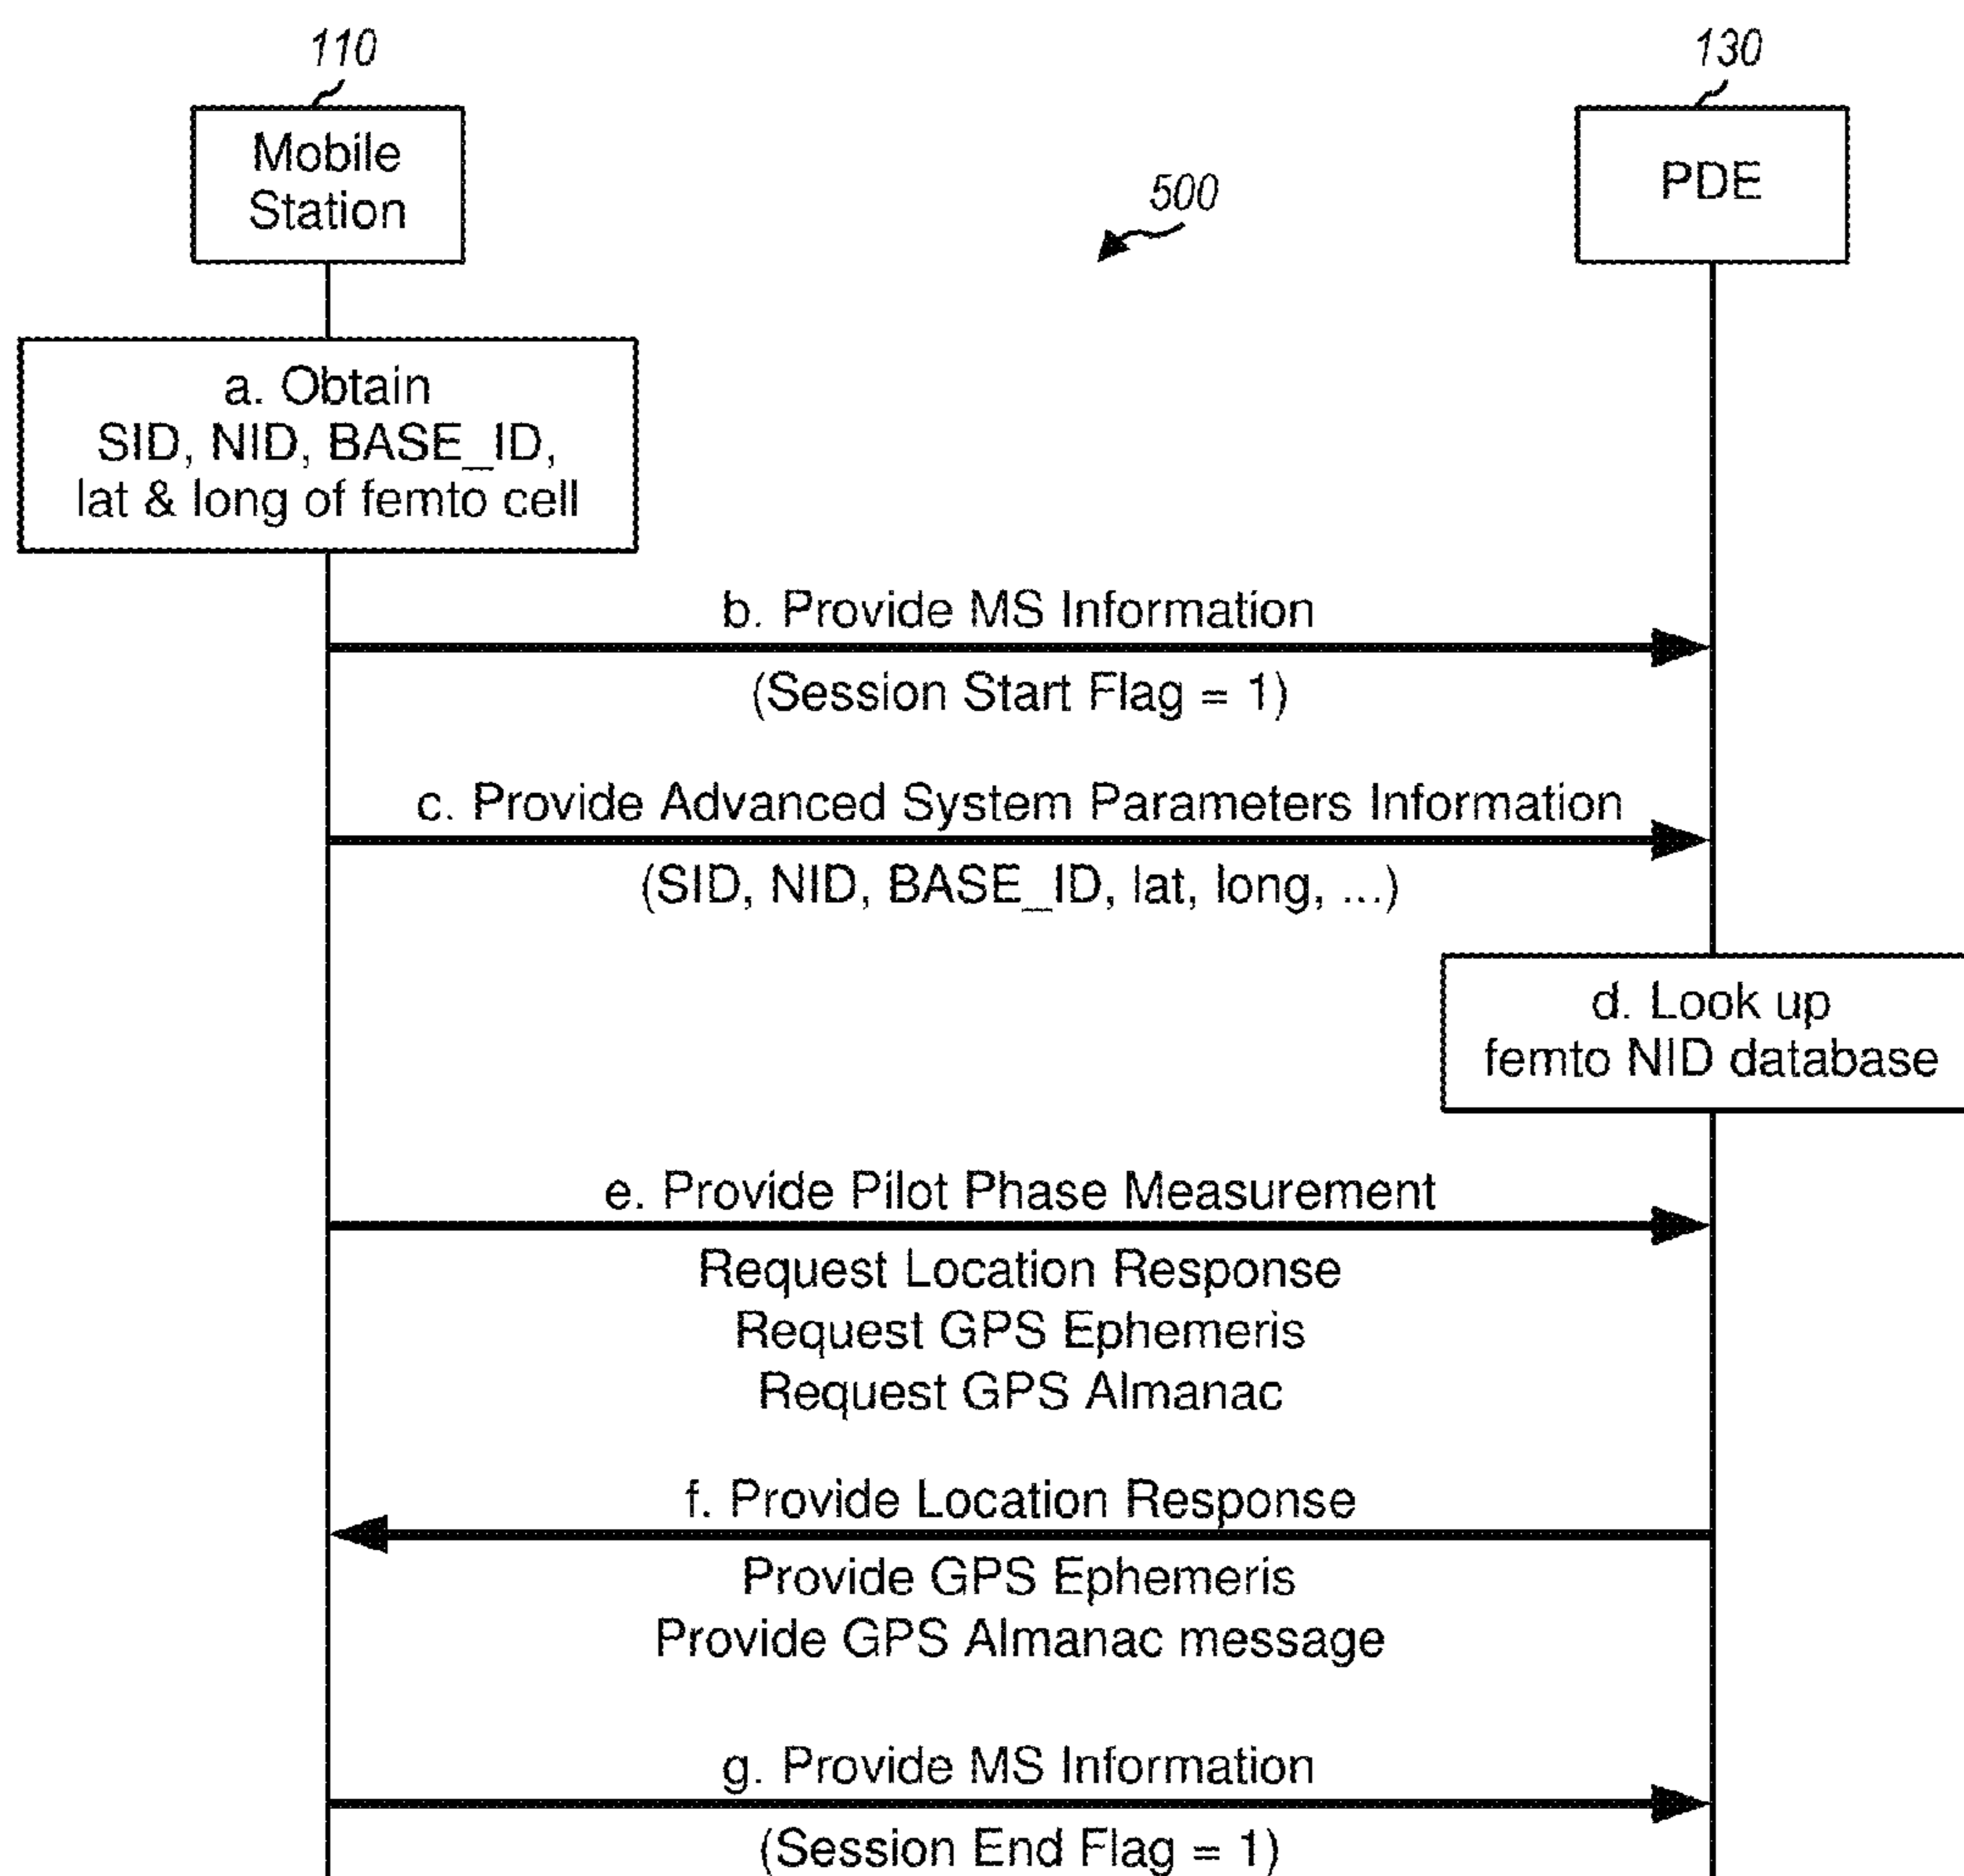 110
130
Mobile
Station
PDE
500
a. Obtain
SID, NID, BASE_ID,
lat & long of femto cell
b. Provide MS Information
(Session Start Flag = 1)
c. Provide Advanced System Parameters Information
(SID, NID, BASE_ID, lat, long, ...)
d. Look up
femto NID database
e. Provide Pilot Phase Measurement
Request Location Response
Request GPS Ephemeris
Request GPS Almanac
f. Provide Location Response
Provide GPS Ephemeris
Provide GPS Almanac message
g. Provide MS Information
(Session End Flag = 1)